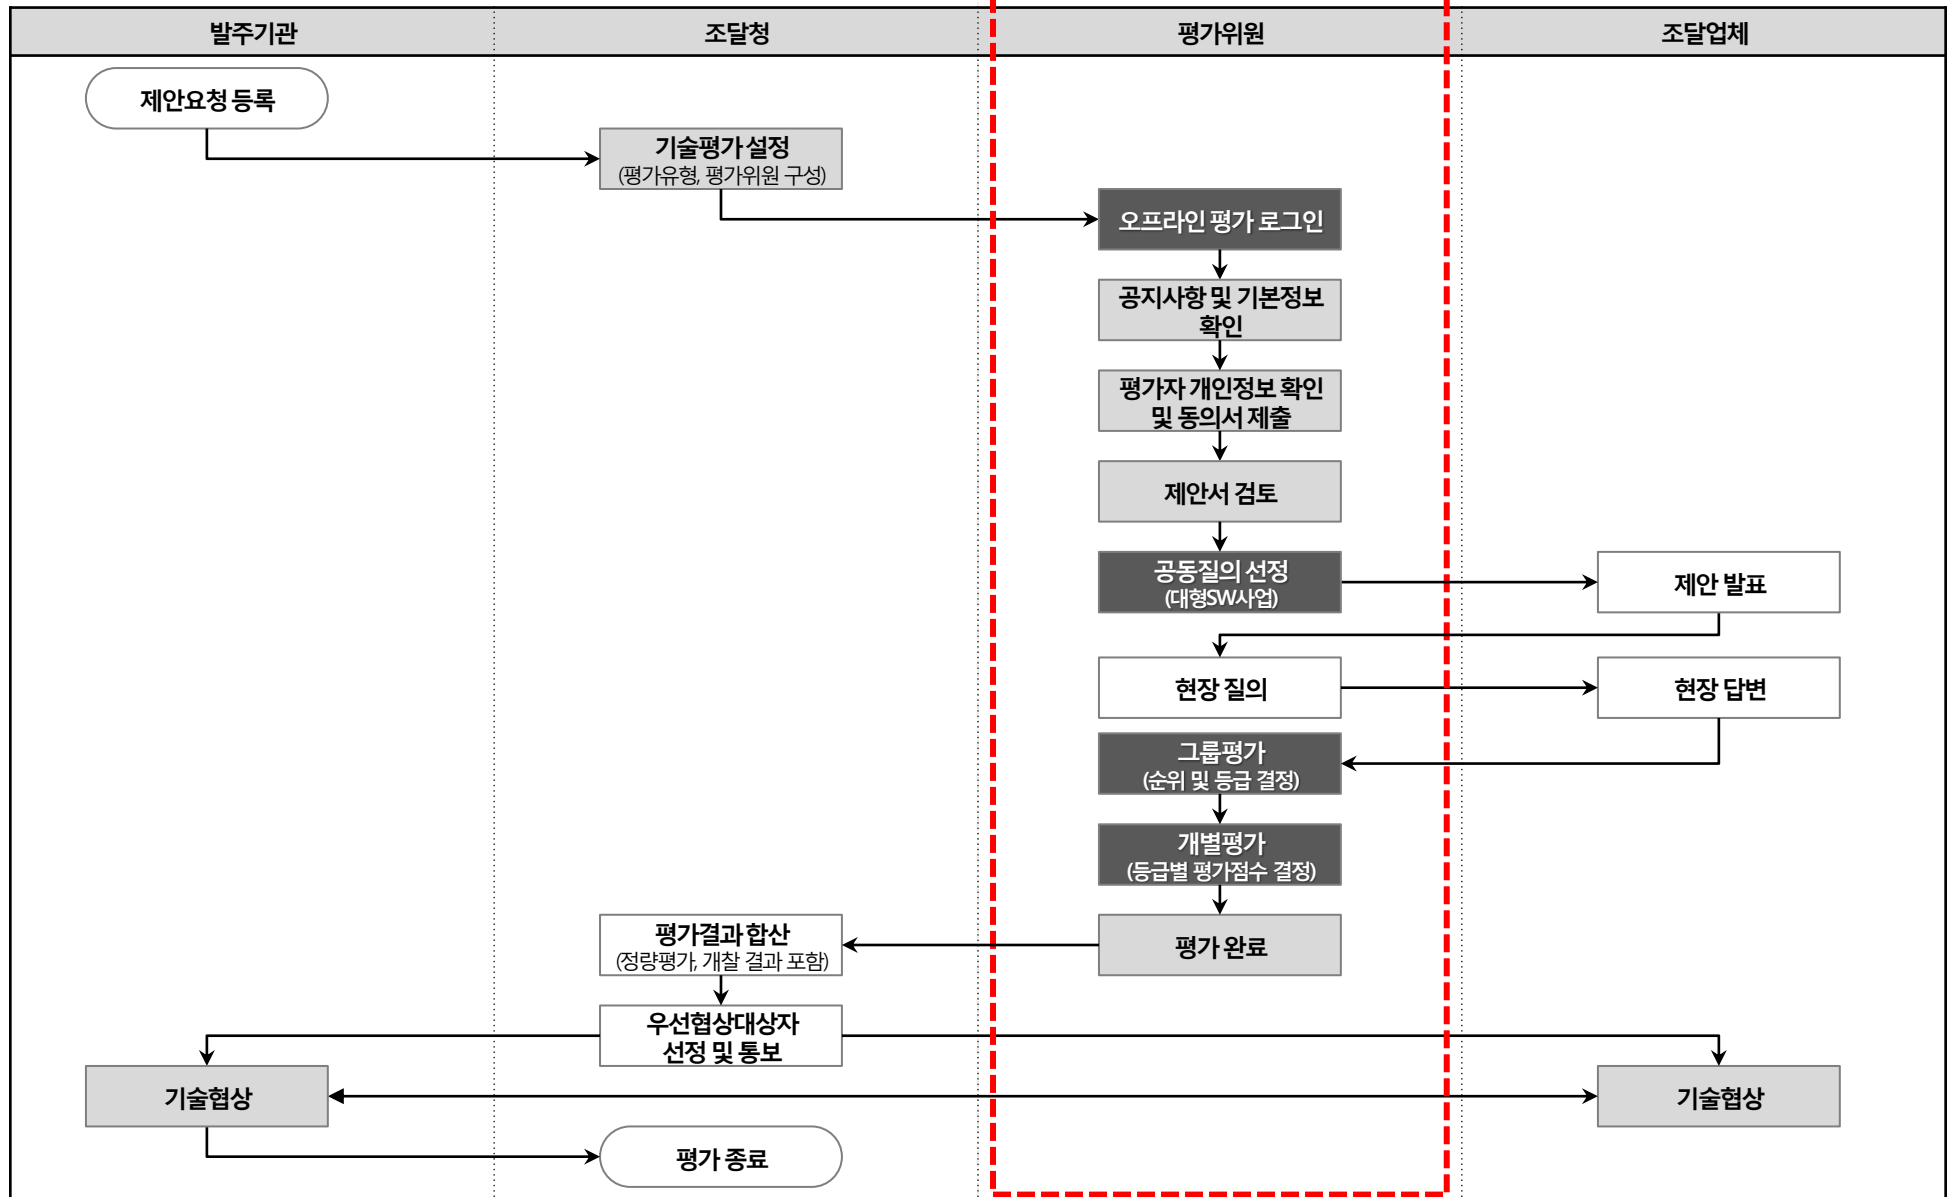 발주기관
조달청
평가위원
조달업체
제안요청 등록
기술평가 설정
(평가유형, 평가위원 구성)
오프라인 평가 로그인
공지사항 및 기본정보
확인
평가자 개인정보 확인
및 동의서 제출
제안서 검토
공동질의 선정
(대형SW사업)
제안 발표
현장 질의
현장 답변
그룹평가
(순위 및 등급 결정)
개별평가
(등급별 평가점수 결정)
평가결과 합산
(정량평가, 개찰 결과 포함)
평가 완료
우선협상대상자
선정 및 통보
기술협상
기술협상
평가 종료